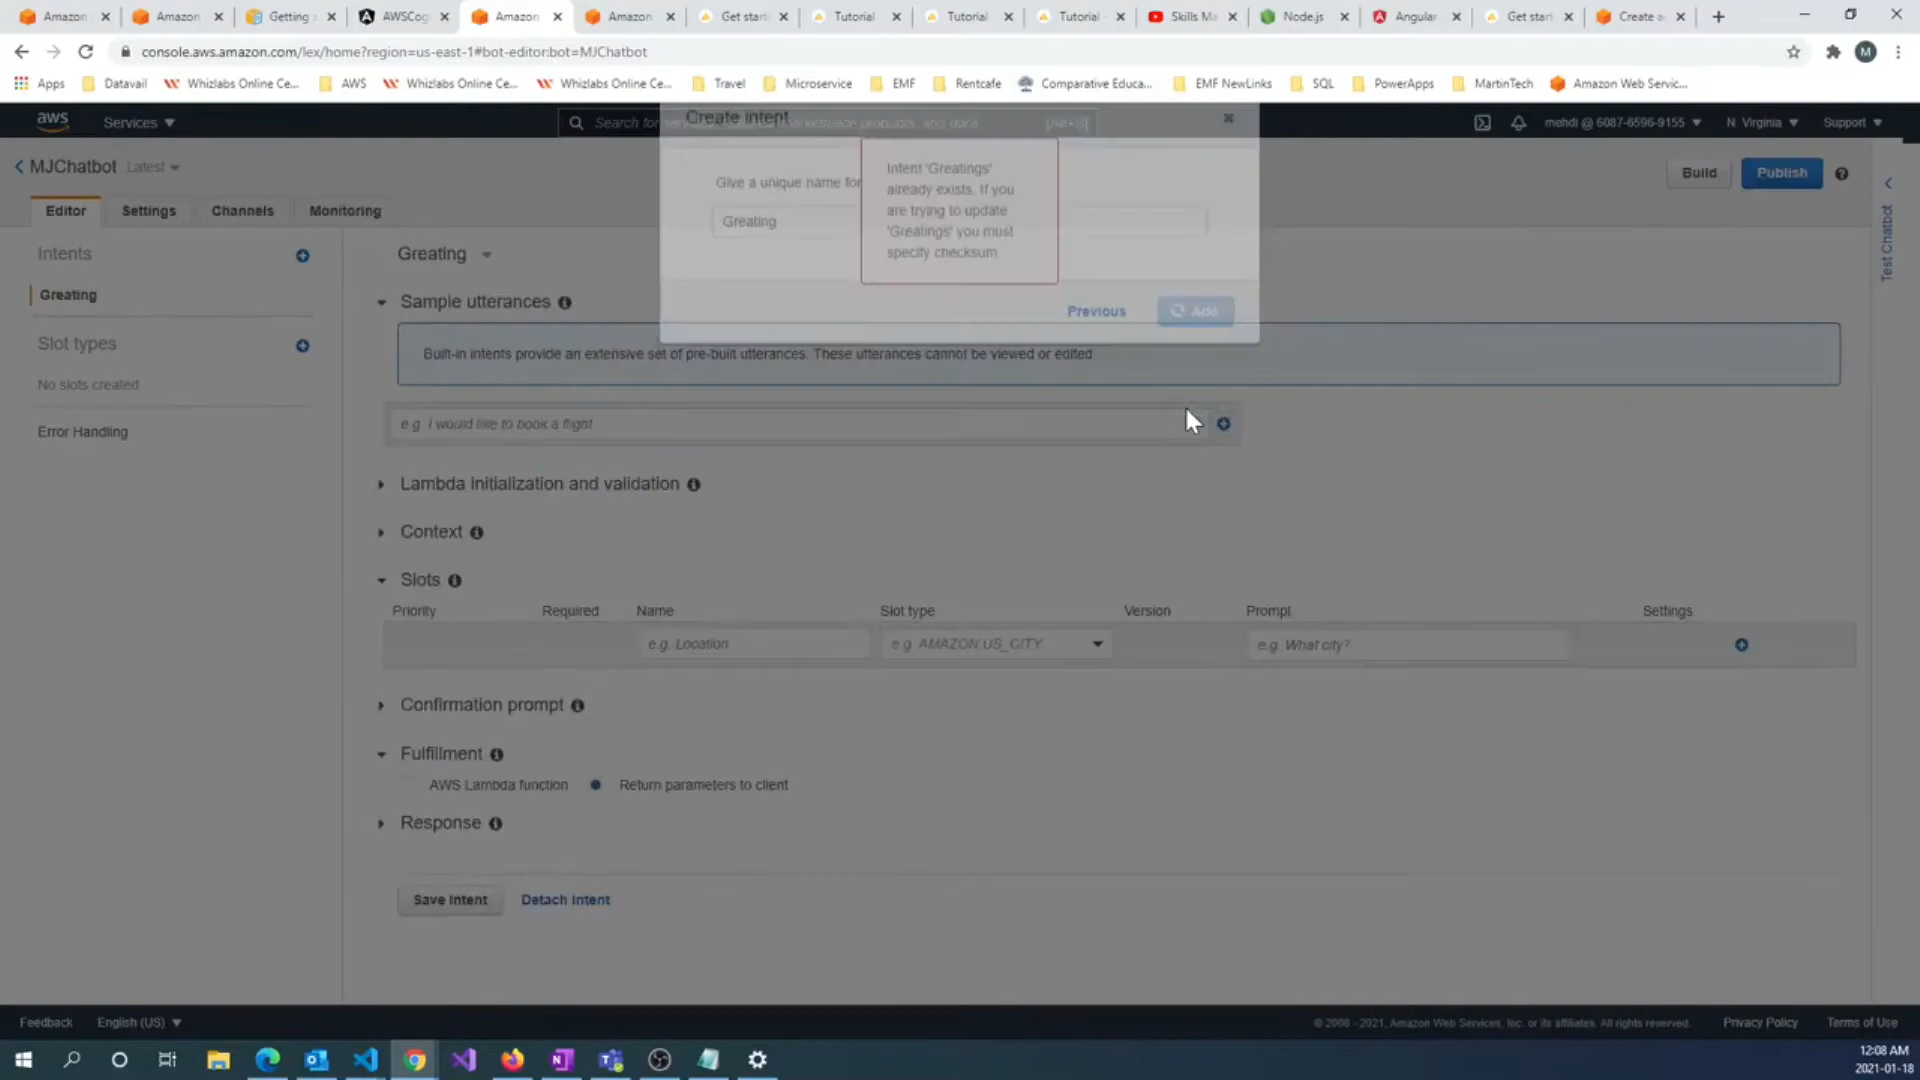 Amazon
Amazon
Getting
AWSCog
Amazon
Amazon
Get start
Tutorial
Tutorial
Tutorial
Skills Ma
Node.js
Angular
Get start
Create a
console.aws.amazon.com/lex/home?region=us-east-1#bot-editor:bot=MJChatbot
M
Apps
Datavail
Whizlabs Online Ce...
AWS
Whizlabs Online Ce...
Whizlabs Online Ce...
Travel
Microservice
EMF
Rentcafe
Comparative Educa...
EMF NewLinks
SQL
PowerApps
MartinTech
Amazon Web Servic...
aws
Services
Search for
Create intent
mehdi @ 6087-6596-9155
N. Virginia
Support
MJChatbot Latest
Build
Publish
Intent 'Greatings'
already exists. If you
are trying to update
'Greatings' you must
specify checksum
Give a unique name for
Greating
Previous
Add
Editor
Settings
Channels
Monitoring
Test Chatbot
Intents
Greating
Slot types
No slots created
Error Handling
Greating
Sample utterances
Built-in intents provide an extensive set of pre-built utterances. These utterances cannot be viewed or edited
e.g. I would like to book a flight
Lambda initialization and validation
Context
Slots
Priority
Required
Name
Slot type
Version
Prompt
Settings
e.g. Location
e.g. AMAZON.US_CITY
e.g. What city?
Confirmation prompt
Fulfillment
AWS Lambda function
Return parameters to client
Response
Save Intent
Detach intent
Feedback
English (US)
© 2008 - 2021, Amazon Web Services, Inc. or its affiliates. All rights reserved.
Privacy Policy
Terms of Use
12:08 AM
2021-01-18